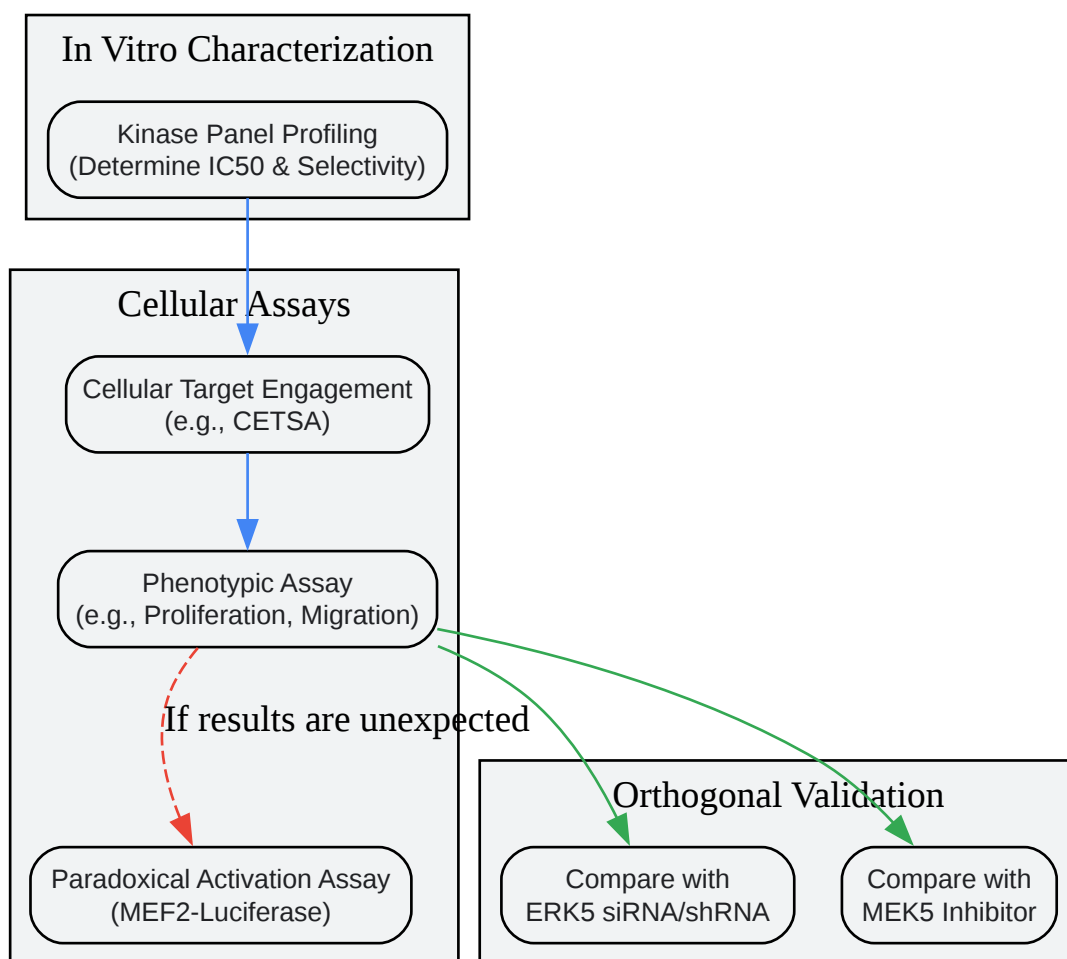 In Vitro Characterization
Kinase Panel Profiling
(Determine IC50 & Selectivity)
Cellular Assays
Cellular Target Engagement
(e.g., CETSA)
Phenotypic Assay
(e.g., Proliferation, Migration)
If results are unexpected
Paradoxical Activation Assay
(MEF2-Luciferase)
Orthogonal Validation
Compare with
ERK5 siRNA/shRNA
Compare with
MEK5 Inhibitor